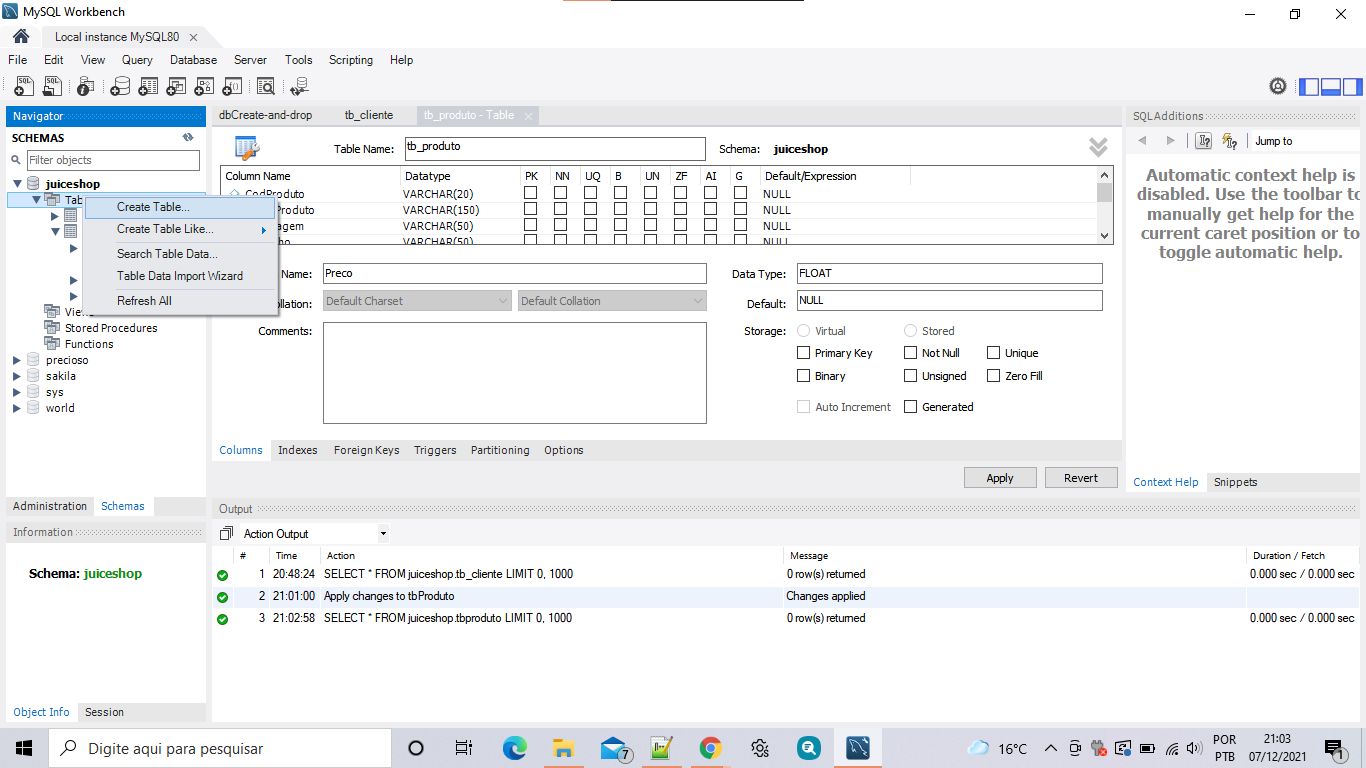 MySQL Workbench
Local instance MySQL80
File Edit View Query Database Server Tools Scripting Help
Navigator
SCHEMAS
Filter objects
juiceshop
Create Table...
Create Table Like...
Search Table Data...
Table Data Import Wizard
Refresh All
Stored Procedures
Functions
precioso
sakila
sys
world
Administration Schemas
Information
Schema: juiceshop
Object Info Session
dbCreate-and-drop tb_cliente tb_produto - Table
Table Name: tb_produto Schema: juiceshop
Column Name Datatype PK NN UQ B UN ZF AI G Default/Expression
CodProduto VARCHAR(20) NULL
VARCHAR(150) NULL
VARCHAR(50) NULL
VARCHAR(50) NULL
Name: Preco Data Type: FLOAT
Default Charset Default Collation Default: NULL
Comments: Storage: Virtual Stored
Primary Key Not Null Unique
Binary Unsigned Zero Fill
Auto Increment Generated
Columns Indexes Foreign Keys Triggers Partitioning Options
Apply Revert
SQLAdditions
Jump to
Automatic context help is
disabled. Use the toolbar to
manually get help for the
current caret position or to
toggle automatic help.
Context Help Snippets
Output
Action Output
# Time Action Message Duration / Fetch
1 20:48:24 SELECT * FROM juiceshop.tb_cliente LIMIT 0, 1000 0 row(s) returned 0.000 sec / 0.000 sec
2 21:01:00 Apply changes to tbProduto Changes applied
3 21:02:58 SELECT * FROM juiceshop.tbproduto LIMIT 0, 1000 0 row(s) returned 0.000 sec / 0.000 sec
Digite aqui para pesquisar
7
16°C
POR
PTB
21:03
07/12/2021
1